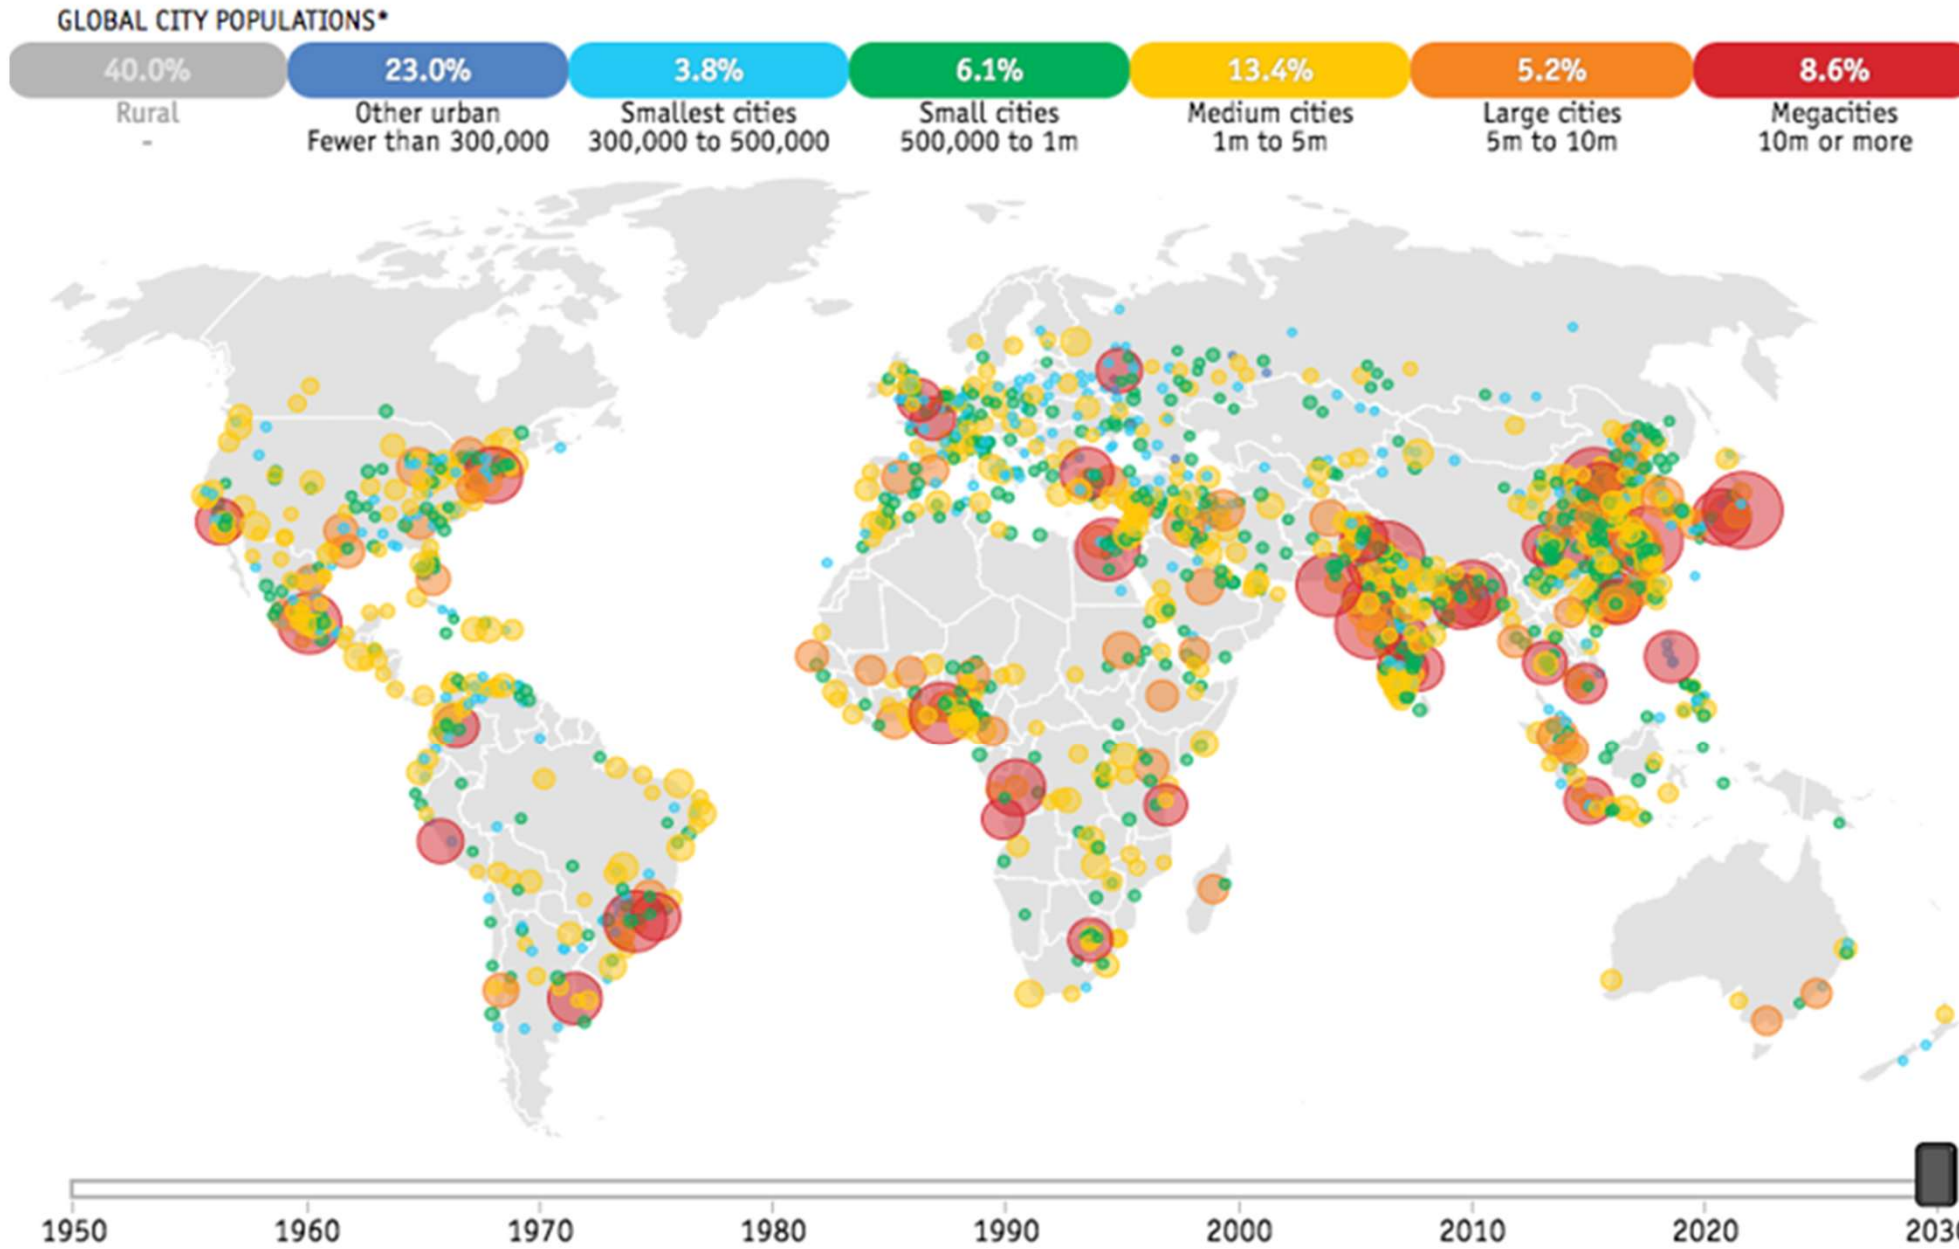 GLOBAL CITY POPULATIONS*
40.0% 23.0% 3.8% 6.1% 13.4% 5.2% 8.6%
Rural Other urban Smallest cities Small cities Medium cities Large cities Megacities
- Fewer than 300,000 300,000 to 500,000 500,000 to 1m 1m to 5m 5m to 10m 10m or more
1950 1960 1970 1980 1990 2000 2010 2020 2030